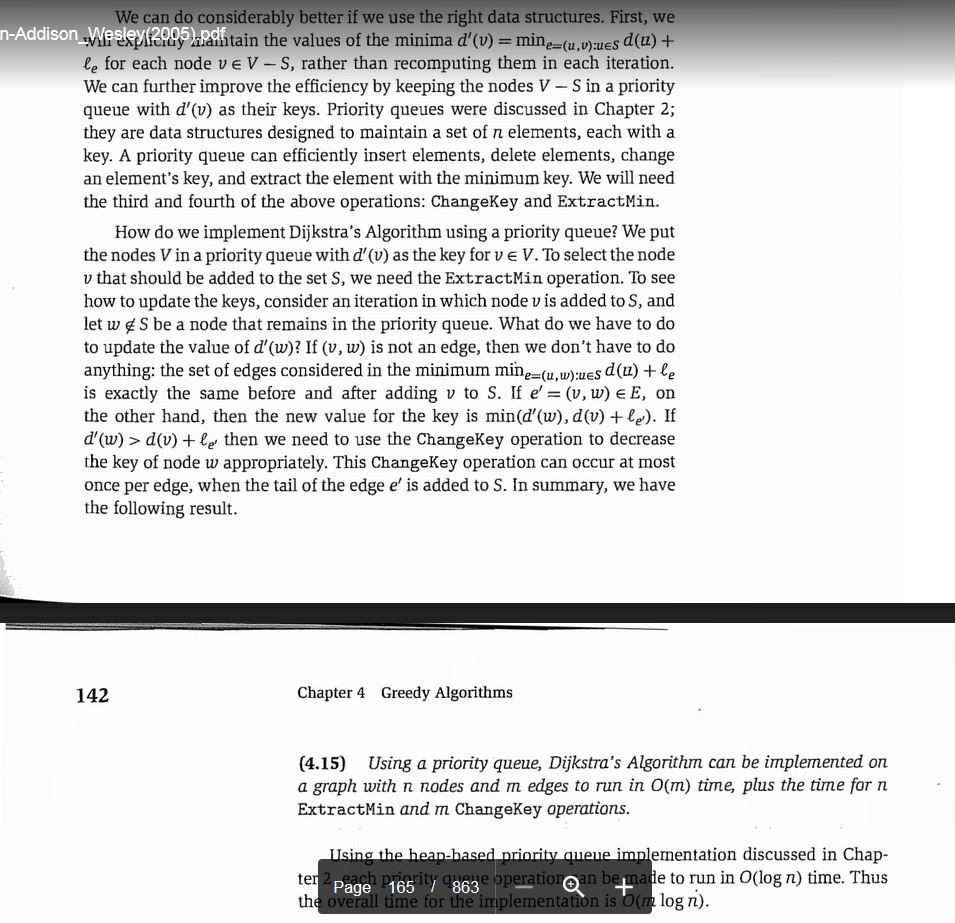 We can do considerably better if we use the right data structures. First, we
n-Addison_Wesley(2005).pdf
will explicitly maintain the values of the minima d′(v) = min_{e=(u,v):u∈S} d(u) +
ℓ_e for each node v ∈ V − S, rather than recomputing them in each iteration.
We can further improve the efficiency by keeping the nodes V − S in a priority
queue with d′(v) as their keys. Priority queues were discussed in Chapter 2;
they are data structures designed to maintain a set of n elements, each with a
key. A priority queue can efficiently insert elements, delete elements, change
an element's key, and extract the element with the minimum key. We will need
the third and fourth of the above operations: ChangeKey and ExtractMin.
How do we implement Dijkstra's Algorithm using a priority queue? We put
the nodes V in a priority queue with d′(v) as the key for v ∈ V. To select the node
v that should be added to the set S, we need the ExtractMin operation. To see
how to update the keys, consider an iteration in which node v is added to S, and
let w ∉ S be a node that remains in the priority queue. What do we have to do
to update the value of d′(w)? If (v, w) is not an edge, then we don't have to do
anything: the set of edges considered in the minimum min_{e=(u,w):u∈S} d(u) + ℓ_e
is exactly the same before and after adding v to S. If e′ = (v, w) ∈ E, on
the other hand, then the new value for the key is min(d′(w), d(v) + ℓ_{e′}). If
d′(w) > d(v) + ℓ_{e′} then we need to use the ChangeKey operation to decrease
the key of node w appropriately. This ChangeKey operation can occur at most
once per edge, when the tail of the edge e′ is added to S. In summary, we have
the following result.
142
Chapter 4 Greedy Algorithms
(4.15) Using a priority queue, Dijkstra's Algorithm can be implemented on
a graph with n nodes and m edges to run in O(m) time, plus the time for n
ExtractMin and m ChangeKey operations.
Using the heap-based priority queue implementation discussed in Chap-
ter 2, each priority queue operation can be made to run in O(log n) time. Thus
the overall time for the implementation is O(m log n).
Page 165 / 863